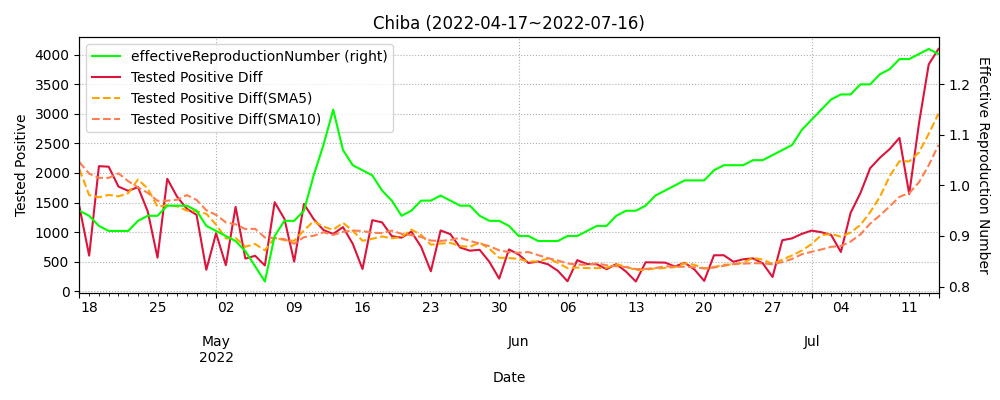 Chiba (2022-04-17~2022-07-16)
effectiveReproductionNumber (right)
Tested Positive Diff
Tested Positive Diff(SMA5)
Tested Positive Diff(SMA10)
Tested Positive
4000
3500
3000
2500
2000
1500
1000
500
0
Effective Reproduction Number
1.2
1.1
1.0
0.9
0.8
18 25 02 09 16 23 30 06 13 20 27 04 11
May Jun Jul
2022
Date